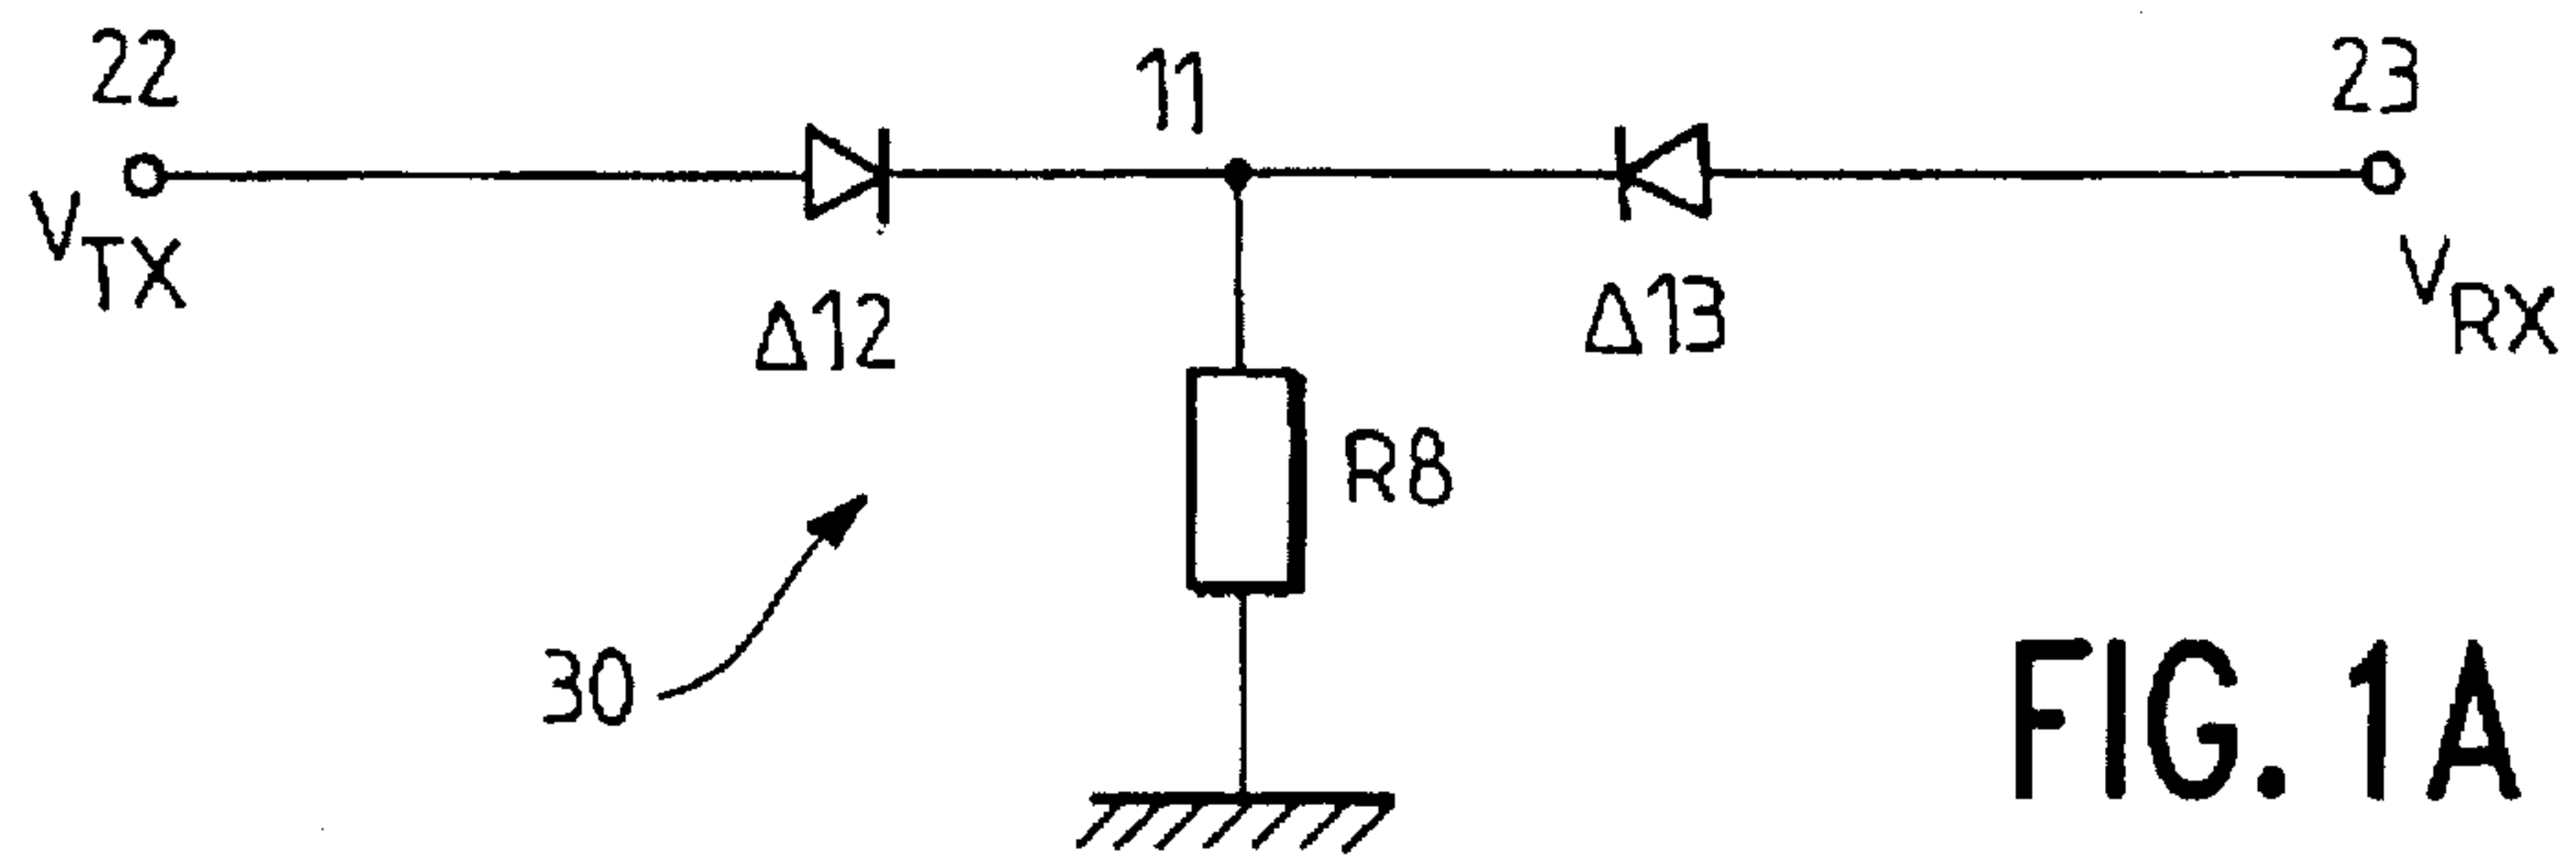 22
11
23
VTX
Δ12
Δ13
VRX
R8
30
FIG. 1A